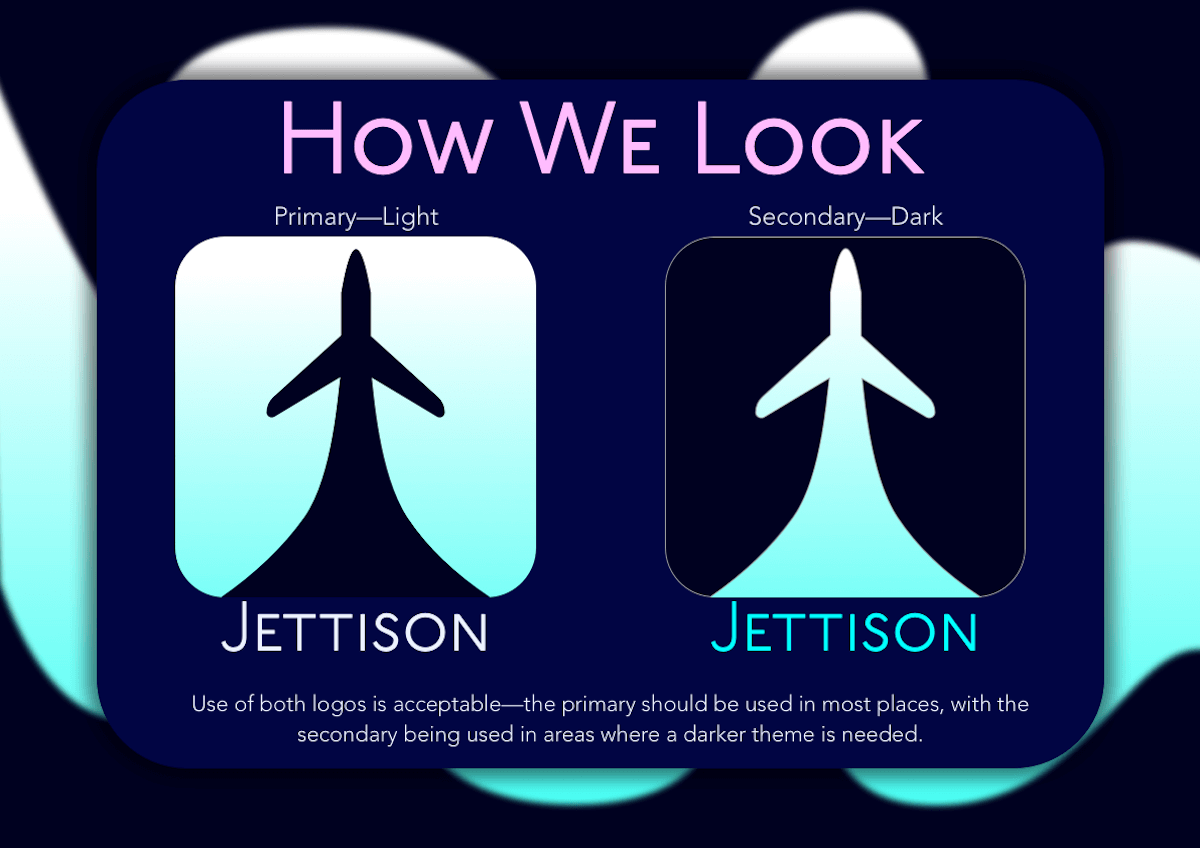 How We Look
Primary—Light
Secondary—Dark
Jettison
Jettison
Use of both logos is acceptable—the primary should be used in most places, with the
secondary being used in areas where a darker theme is needed.